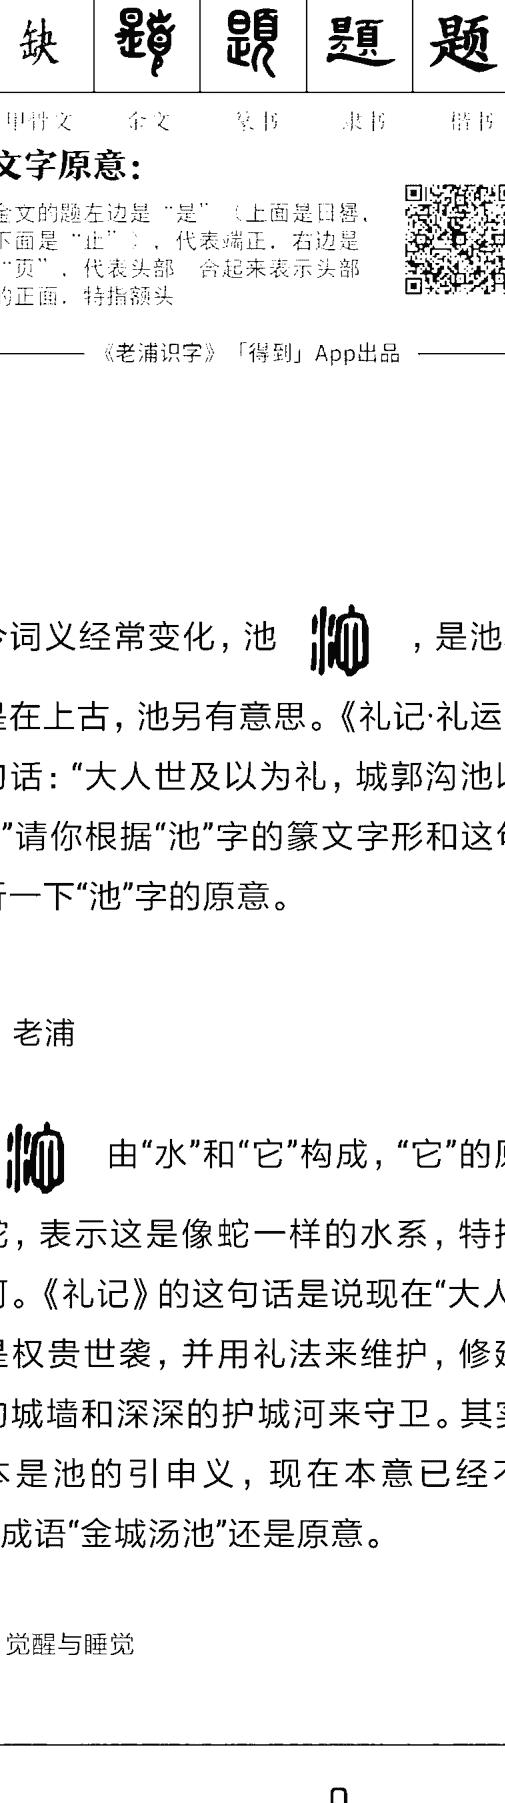 缺 題 題 題 题
甲骨文 金文 篆书 隶书 楷书
文字原意：
金文的题左边是“是”（上面是日晷，
下面是“止”），代表端正，右边是
“页”，代表头部 合起来表示头部
的正面，特指额头
《老浦识字》「得到」App出品
今词义经常变化，池 ，是池
是在上古，池另有意思。《礼记·礼运
句话：“大人世及以为礼，城郭沟池以
”请你根据“池”字的篆文字形和这句
析一下“池”字的原意。
老浦
由“水”和“它”构成，“它”的原
蛇，表示这是像蛇一样的水系，特指
河。《礼记》的这句话是说现在“大人
是权贵世袭，并用礼法来维护，修建
的城墙和深深的护城河来守卫。其实
本是池的引申义，现在本意已经不
成语“金城汤池”还是原意。
觉醒与睡觉